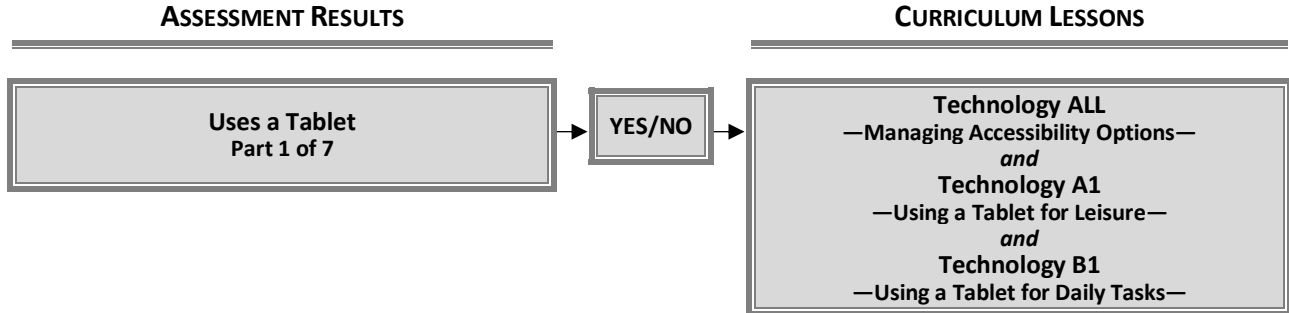 ASSESSMENT RESULTS
CURRICULUM LESSONS
Uses a Tablet
Part 1 of 7
YES/NO
Technology ALL
—Managing Accessibility Options—
and
Technology A1
—Using a Tablet for Leisure—
and
Technology B1
—Using a Tablet for Daily Tasks—